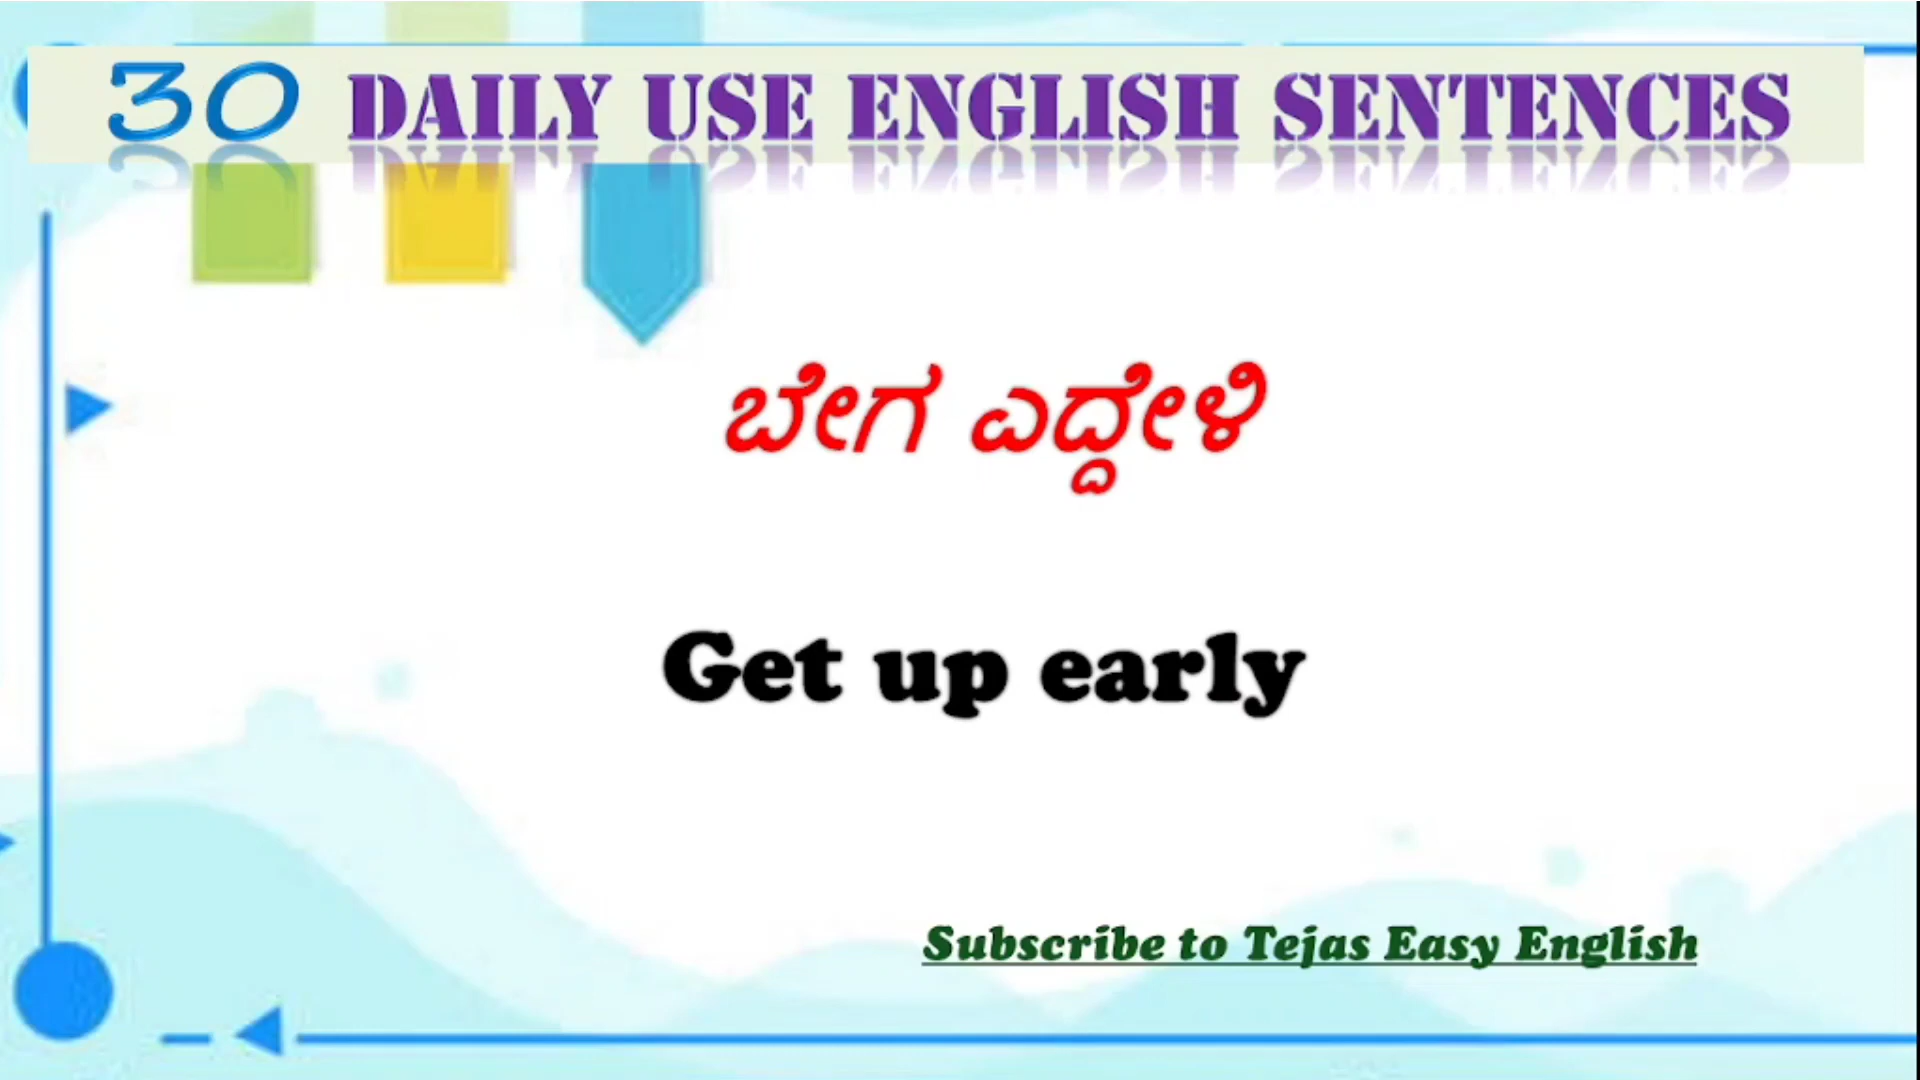 30 DAILY USE ENGLISH SENTENCES
ಬೇಗ ಎದ್ದೇಳಿ
Get up early
Subscribe to Tejas Easy English